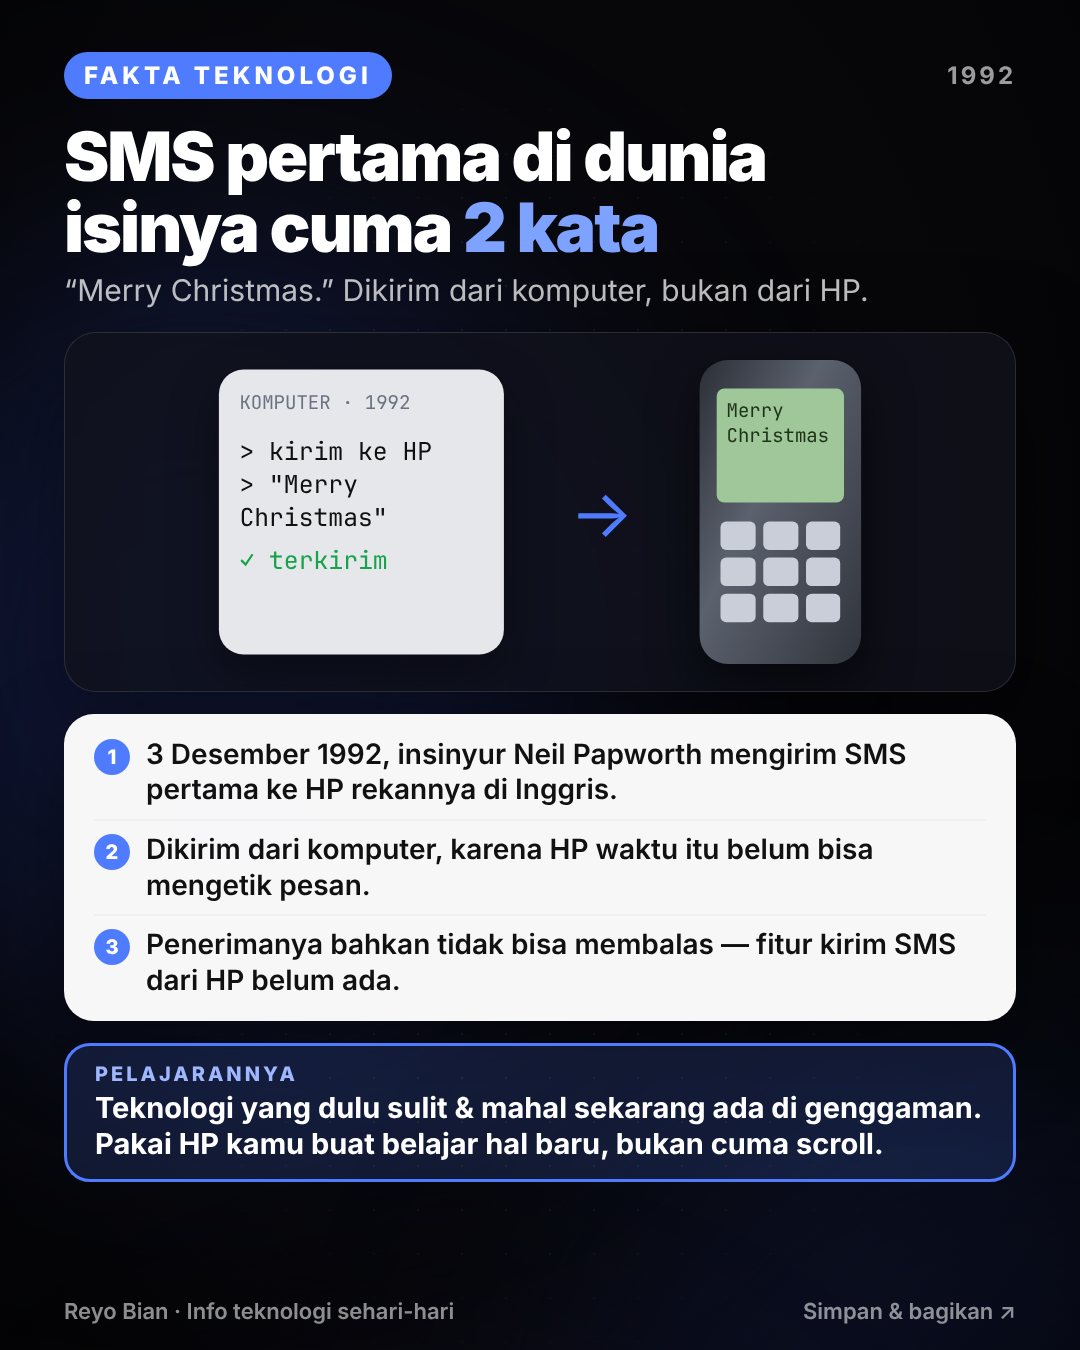 FAKTA TEKNOLOGI
1992
SMS pertama di dunia
isinya cuma 2 kata
“Merry Christmas.” Dikirim dari komputer, bukan dari HP.
KOMPUTER · 1992
> kirim ke HP
> "Merry
Christmas"
✓ terkirim
→
Merry
Christmas
1 3 Desember 1992, insinyur Neil Papworth mengirim SMS
pertama ke HP rekannya di Inggris.
2 Dikirim dari komputer, karena HP waktu itu belum bisa
mengetik pesan.
3 Penerimanya bahkan tidak bisa membalas — fitur kirim SMS
dari HP belum ada.
PELAJARANNYA
Teknologi yang dulu sulit & mahal sekarang ada di genggaman.
Pakai HP kamu buat belajar hal baru, bukan cuma scroll.
Reyo Bian · Info teknologi sehari-hari
Simpan & bagikan ↗